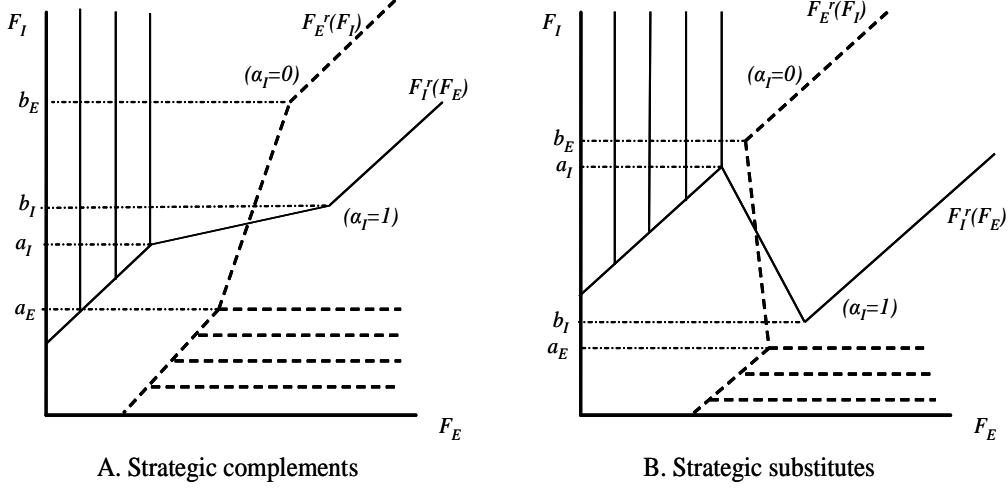 F_I
F_E^r(F_I)
(α_I=0)
F_I^r(F_E)
b_E
b_I
(α_I=1)
a_I
a_E
F_E
A. Strategic complements
F_I
F_E^r(F_I)
(α_I=0)
b_E
a_I
F_I^r(F_E)
b_I
(α_I=1)
a_E
F_E
B. Strategic substitutes